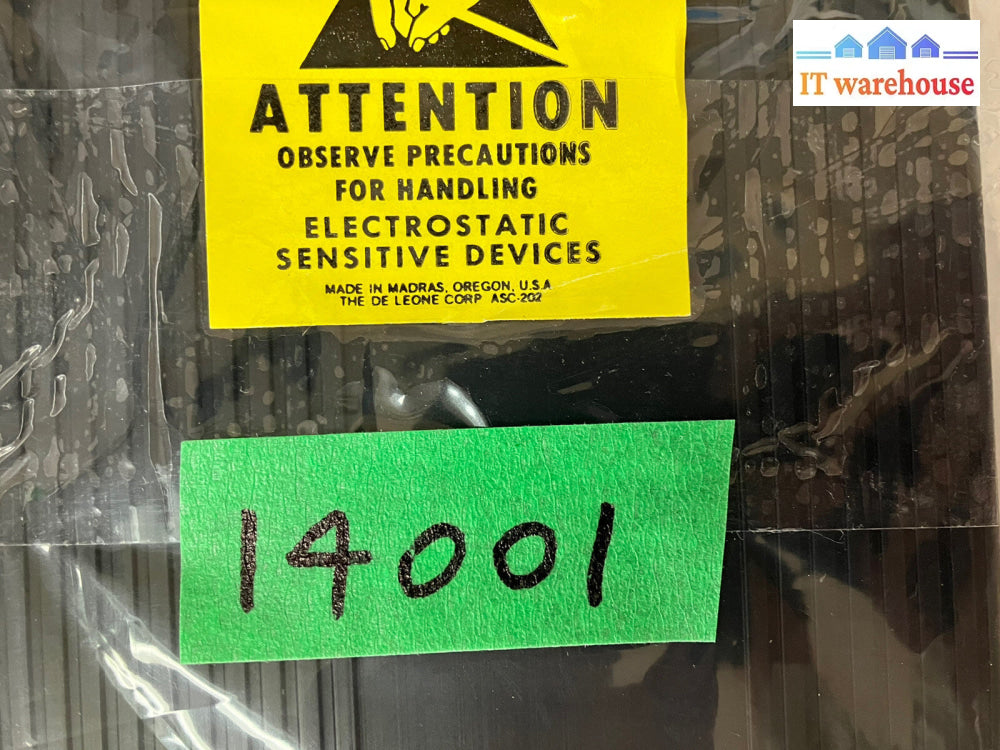 IT warehouse
ATTENTION
OBSERVE PRECAUTIONS
FOR HANDLING
ELECTROSTATIC
SENSITIVE DEVICES
MADE IN MADRAS, OREGON, U.S.A
THE DE LEONE CORP ASC-202
14001